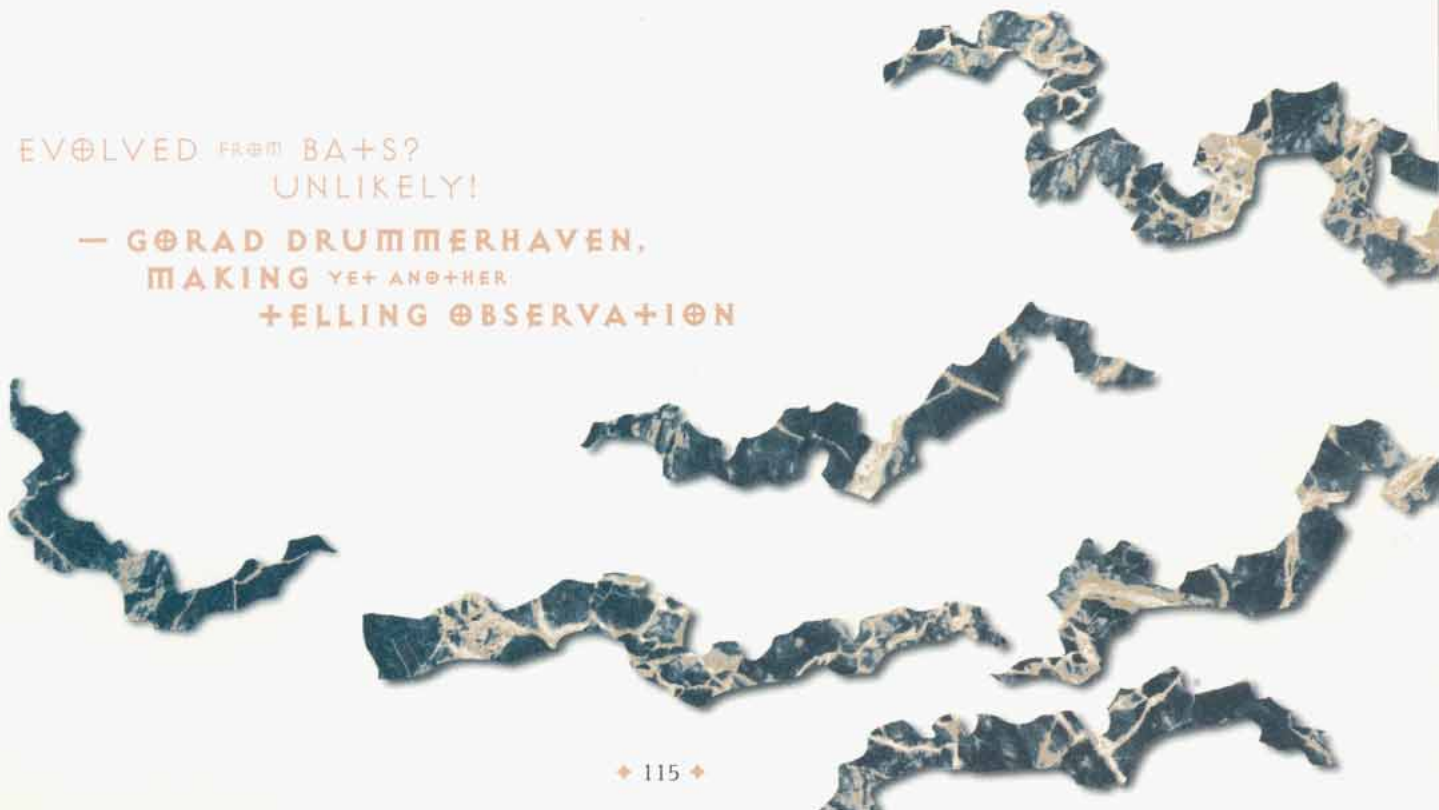 EVOLVED FROM BATS?
UNLIKELY!
— GORAD DRUMMERHAVEN,
MAKING YET ANOTHER
TELLING OBSERVATION
115